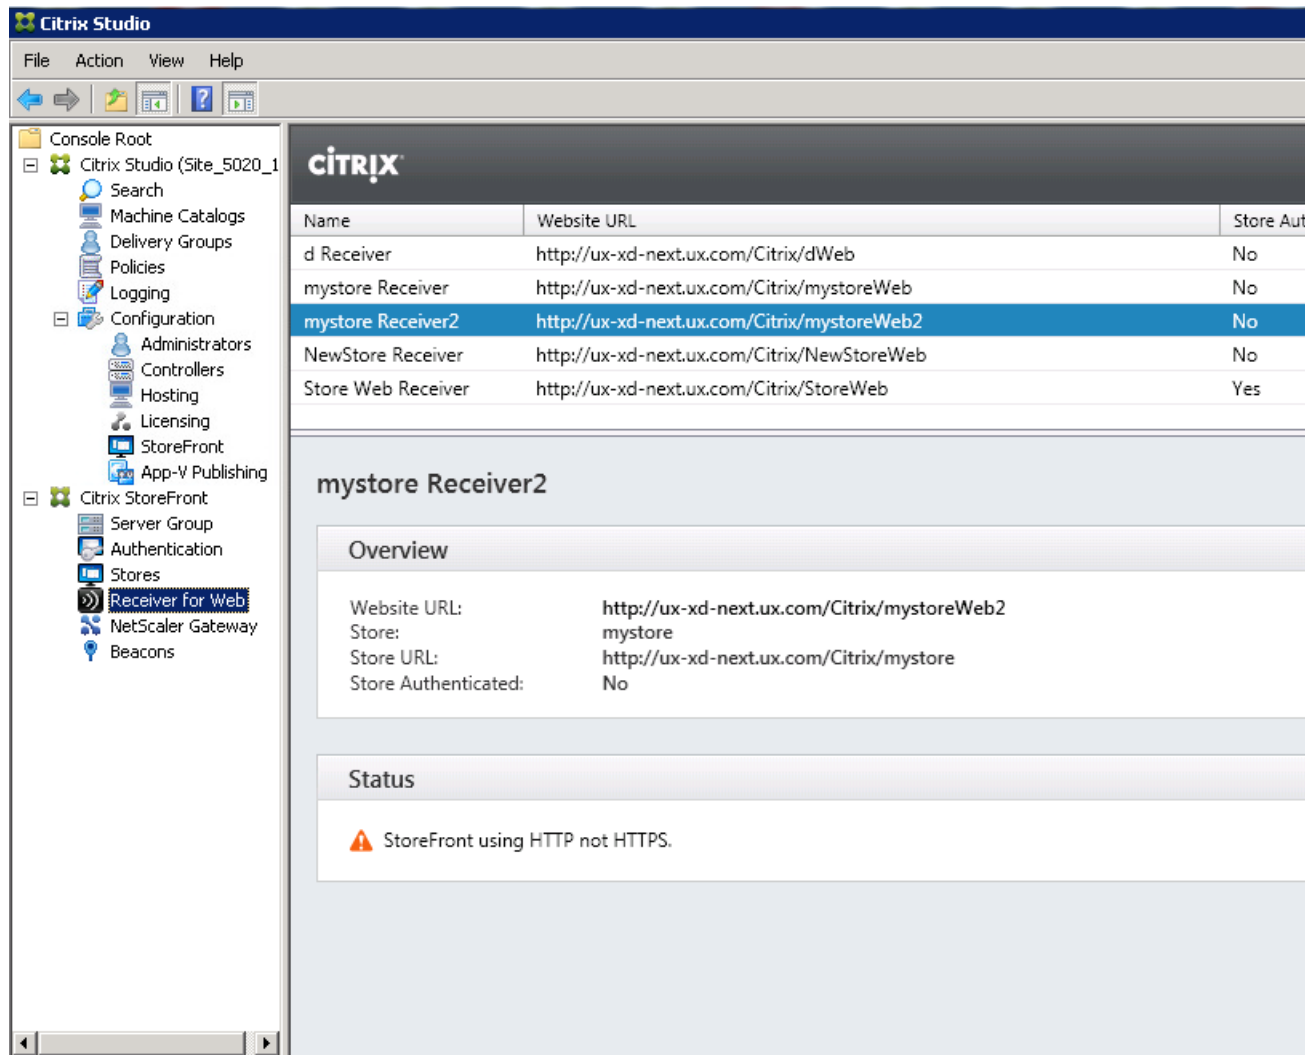 Citrix Studio
File Action View Help
Console Root
Citrix Studio (Site_5020_1
Search
Machine Catalogs
Delivery Groups
Policies
Logging
Configuration
Administrators
Controllers
Hosting
Licensing
StoreFront
App-V Publishing
Citrix StoreFront
Server Group
Authentication
Stores
Receiver for Web
NetScaler Gateway
Beacons
CITRIX
Name Website URL Store Aut
d Receiver http://ux-xd-next.ux.com/Citrix/dWeb No
mystore Receiver http://ux-xd-next.ux.com/Citrix/mystoreWeb No
mystore Receiver2 http://ux-xd-next.ux.com/Citrix/mystoreWeb2 No
NewStore Receiver http://ux-xd-next.ux.com/Citrix/NewStoreWeb No
Store Web Receiver http://ux-xd-next.ux.com/Citrix/StoreWeb Yes
mystore Receiver2
Overview
Website URL: http://ux-xd-next.ux.com/Citrix/mystoreWeb2
Store: mystore
Store URL: http://ux-xd-next.ux.com/Citrix/mystore
Store Authenticated: No
Status
StoreFront using HTTP not HTTPS.